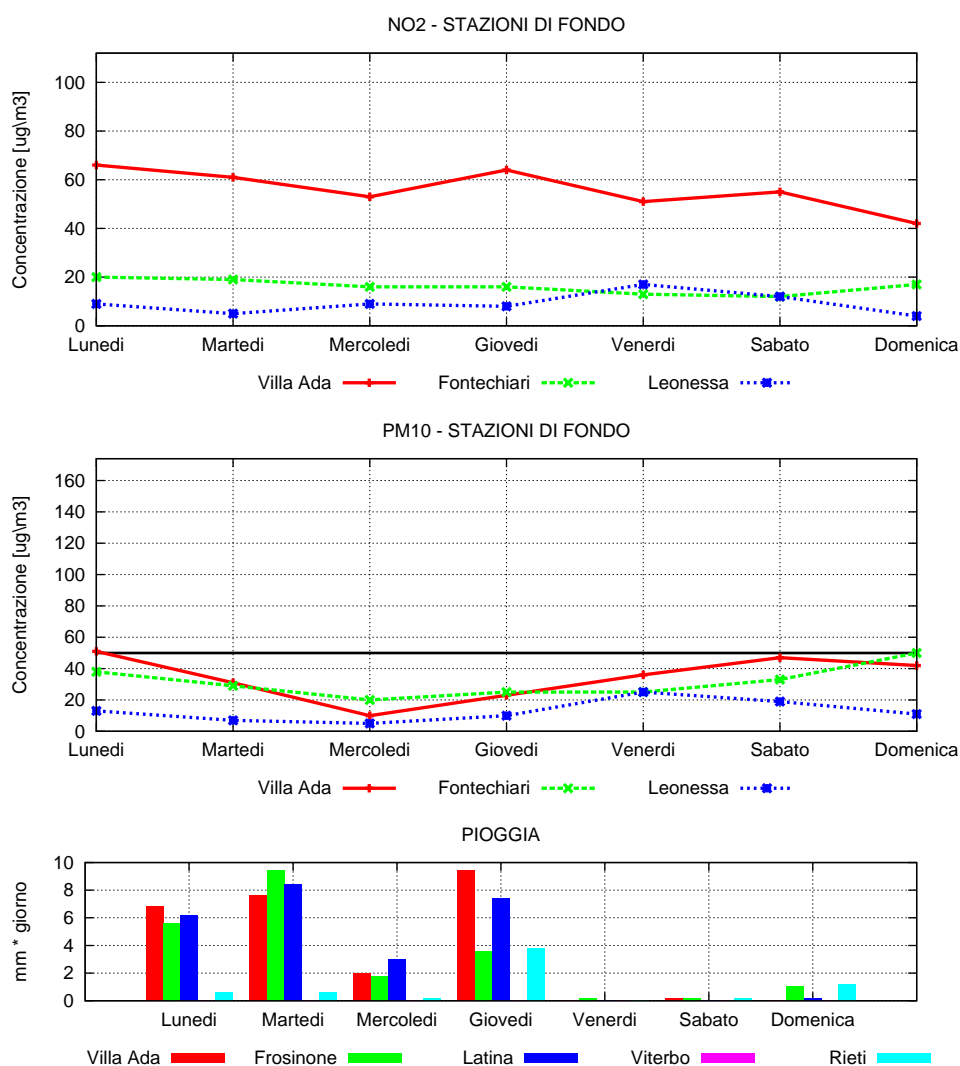 NO2 - STAZIONI DI FONDO
Concentrazione [ug\m3]
100
80
60
40
20
0
Lunedi Martedi Mercoledi Giovedi Venerdi Sabato Domenica
Villa Ada Fontechiari Leonessa
PM10 - STAZIONI DI FONDO
Concentrazione [ug\m3]
160
140
120
100
80
60
40
20
0
Lunedi Martedi Mercoledi Giovedi Venerdi Sabato Domenica
Villa Ada Fontechiari Leonessa
PIOGGIA
mm * giorno
10
8
6
4
2
0
Lunedi Martedi Mercoledi Giovedi Venerdi Sabato Domenica
Villa Ada Frosinone Latina Viterbo Rieti